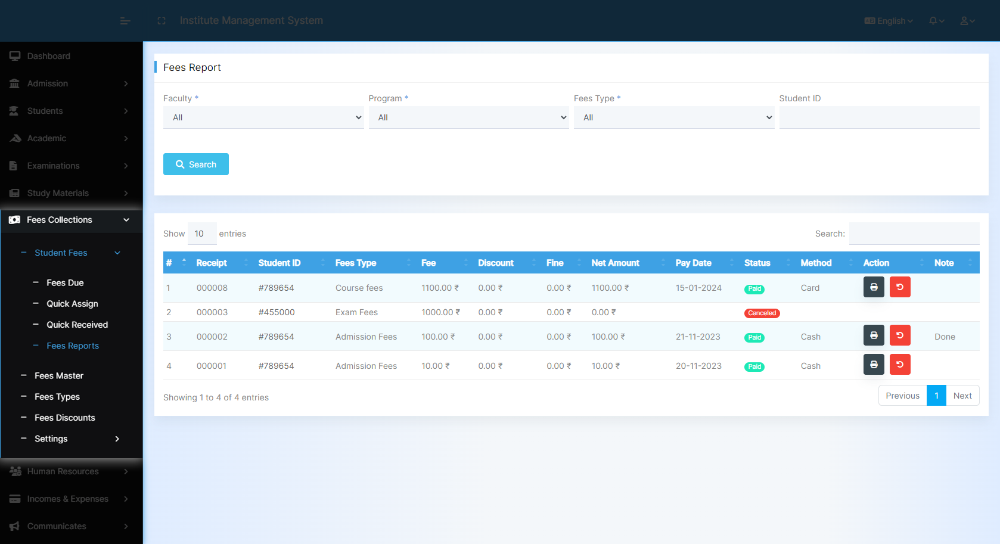 Institute Management System
English
Dashboard
Admission
Students
Academic
Examinations
Study Materials
Fees Collections
Student Fees
Fees Due
Quick Assign
Quick Received
Fees Reports
Fees Master
Fees Types
Fees Discounts
Settings
Human Resources
Incomes & Expenses
Communicates
Fees Report
Faculty * Program * Fees Type * Student ID
All All All
Search
Show 10 entries Search:
# Receipt Student ID Fees Type Fee Discount Fine Net Amount Pay Date Status Method Action Note
1 000008 #789654 Course fees 1100.00 ₹ 0.00 ₹ 0.00 ₹ 1100.00 ₹ 15-01-2024 Paid Card
2 000003 #455000 Exam Fees 1000.00 ₹ 0.00 ₹ 0.00 ₹ 0.00 ₹ Canceled
3 000002 #789654 Admission Fees 100.00 ₹ 0.00 ₹ 0.00 ₹ 100.00 ₹ 21-11-2023 Paid Cash Done
4 000001 #789654 Admission Fees 10.00 ₹ 0.00 ₹ 0.00 ₹ 10.00 ₹ 20-11-2023 Paid Cash
Showing 1 to 4 of 4 entries Previous 1 Next